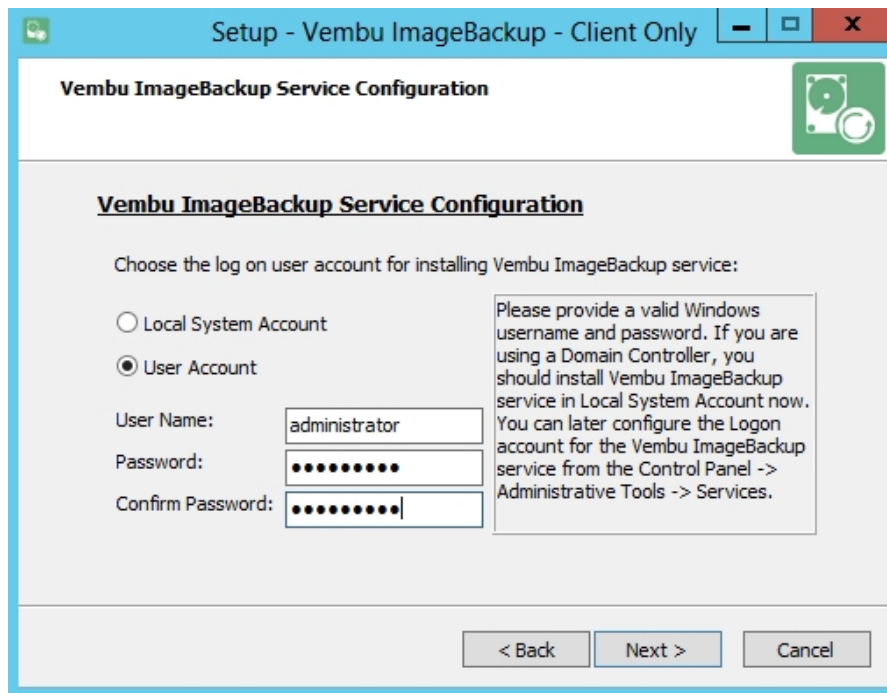 Setup - Vembu ImageBackup - Client Only
Vembu ImageBackup Service Configuration
Vembu ImageBackup Service Configuration
Choose the log on user account for installing Vembu ImageBackup service:
Local System Account
User Account
User Name:
administrator
Password:
●●●●●●●●●
Confirm Password:
●●●●●●●●●
Please provide a valid Windows
username and password. If you are
using a Domain Controller, you
should install Vembu ImageBackup
service in Local System Account now.
You can later configure the Logon
account for the Vembu ImageBackup
service from the Control Panel ->
Administrative Tools -> Services.
< Back
Next >
Cancel